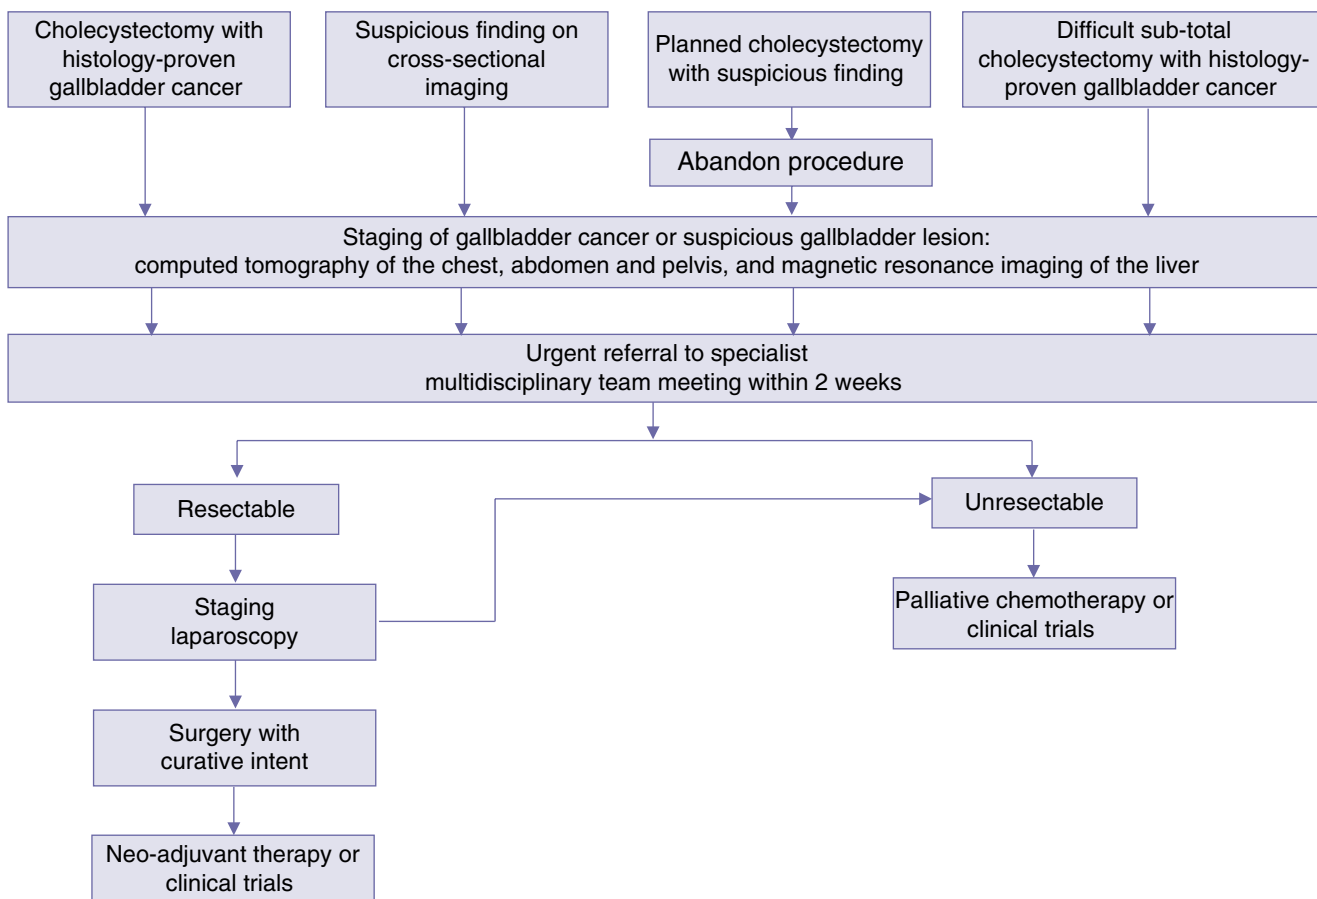 Cholecystectomy with
histology-proven
gallbladder cancer
Suspicious finding on
cross-sectional
imaging
Planned cholecystectomy
with suspicious finding
Difficult sub-total
cholecystectomy with histology-
proven gallbladder cancer
Abandon procedure
Staging of gallbladder cancer or suspicious gallbladder lesion:
computed tomography of the chest, abdomen and pelvis, and magnetic resonance imaging of the liver
Urgent referral to specialist
multidisciplinary team meeting within 2 weeks
Resectable
Unresectable
Staging
laparoscopy
Palliative chemotherapy or
clinical trials
Surgery with
curative intent
Neo-adjuvant therapy or
clinical trials